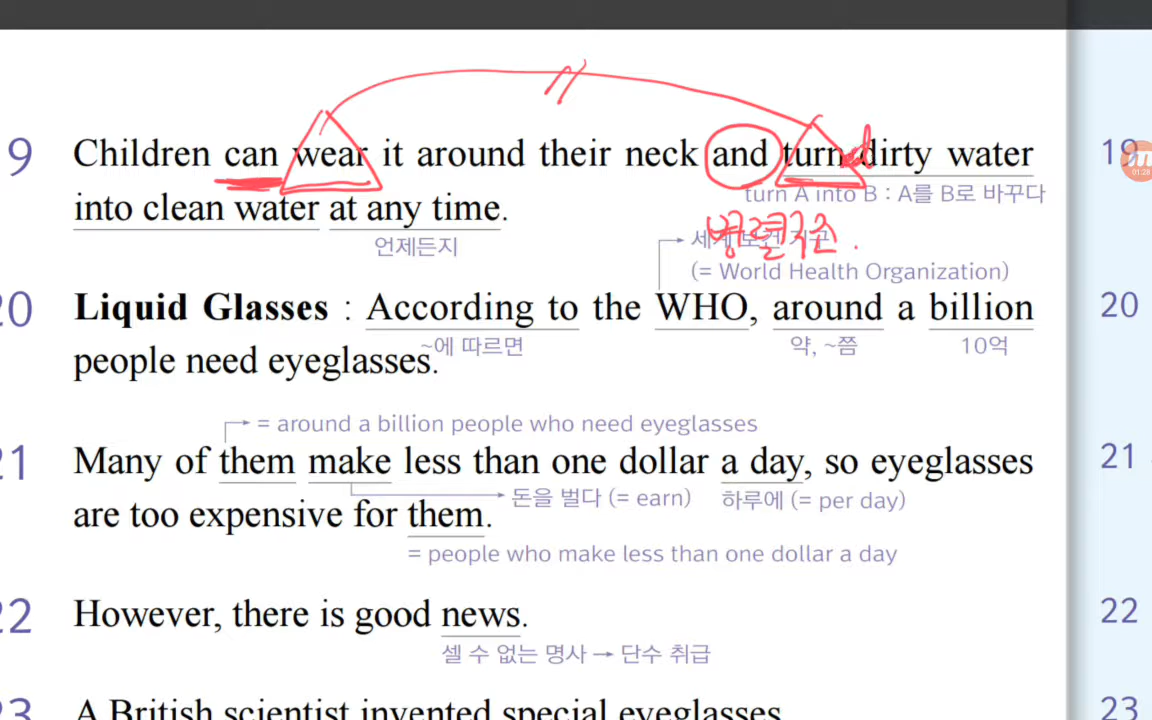 19
Children can wear it around their neck and turn dirty water
19
turn A into B : A를 B로 바꾸다
into clean water at any time.
언제든지
병렬구조.
(= World Health Organization)
20
Liquid Glasses : According to the WHO, around a billion
20
~에 따르면
약, ~쯤
10억
people need eyeglasses.
= around a billion people who need eyeglasses
21
Many of them make less than one dollar a day, so eyeglasses
21
돈을 벌다 (= earn)
하루에 (= per day)
are too expensive for them.
= people who make less than one dollar a day
22
However, there is good news.
22
셀 수 없는 명사 → 단수 취급
23
A British scientist invented special eyeglasses.
23